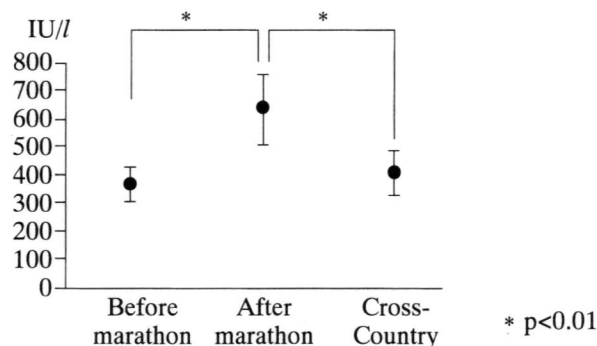 IU/l
* *
800
700
600
500
400
300
200
100
0
Before marathon
After marathon
Cross-Country
* p<0.01